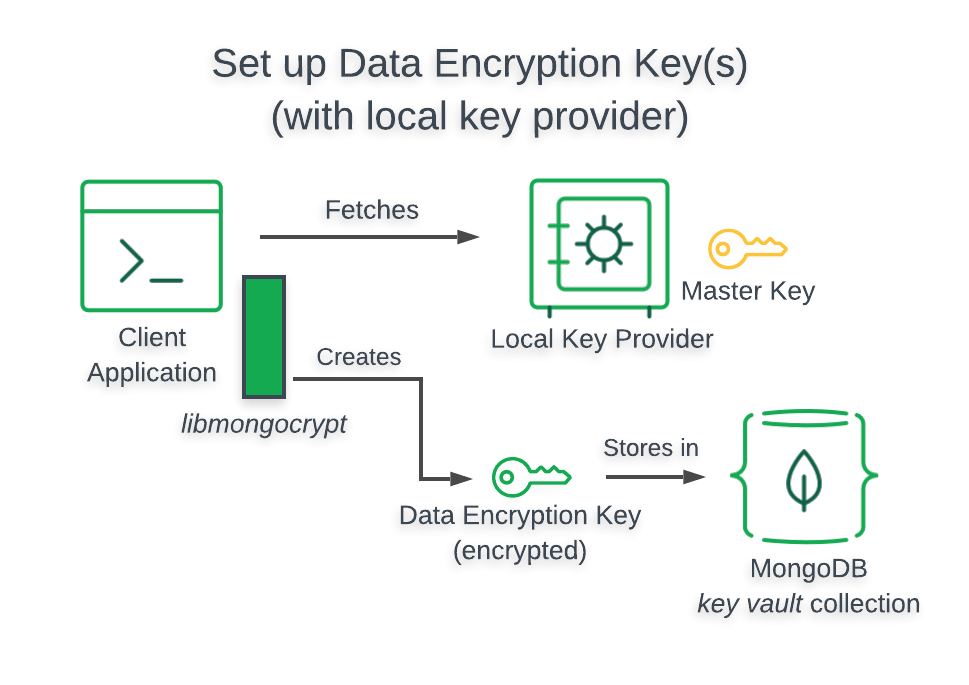 Set up Data Encryption Key(s)
(with local key provider)
Fetches
Master Key
Client
Application
Local Key Provider
Creates
libmongocrypt
Stores in
Data Encryption Key
(encrypted)
MongoDB
key vault collection